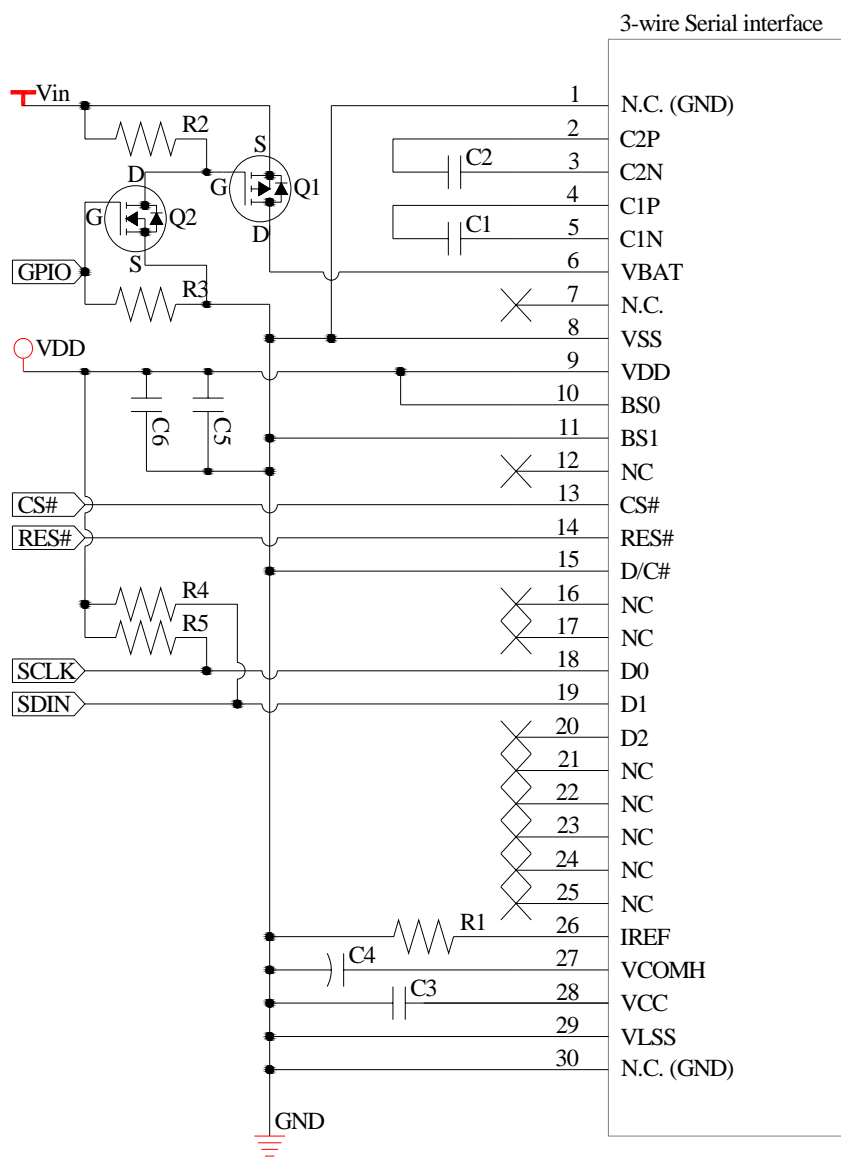 3-wire Serial interface
Vin
1 N.C. (GND)
R2
2 C2P
S
C2
3 C2N
D
G
Q1
4 C1P
G
Q2
D
C1
5 C1N
S
6 VBAT
GPIO
R3
7 N.C.
8 VSS
VDD
9 VDD
10 BS0
C6
C5
11 BS1
12 NC
CS#
13 CS#
RES#
14 RES#
15 D/C#
R4
16 NC
R5
17 NC
SCLK
18 D0
SDIN
19 D1
20 D2
21 NC
22 NC
23 NC
24 NC
25 NC
R1
26 IREF
C4
27 VCOMH
C3
28 VCC
29 VLSS
30 N.C. (GND)
GND